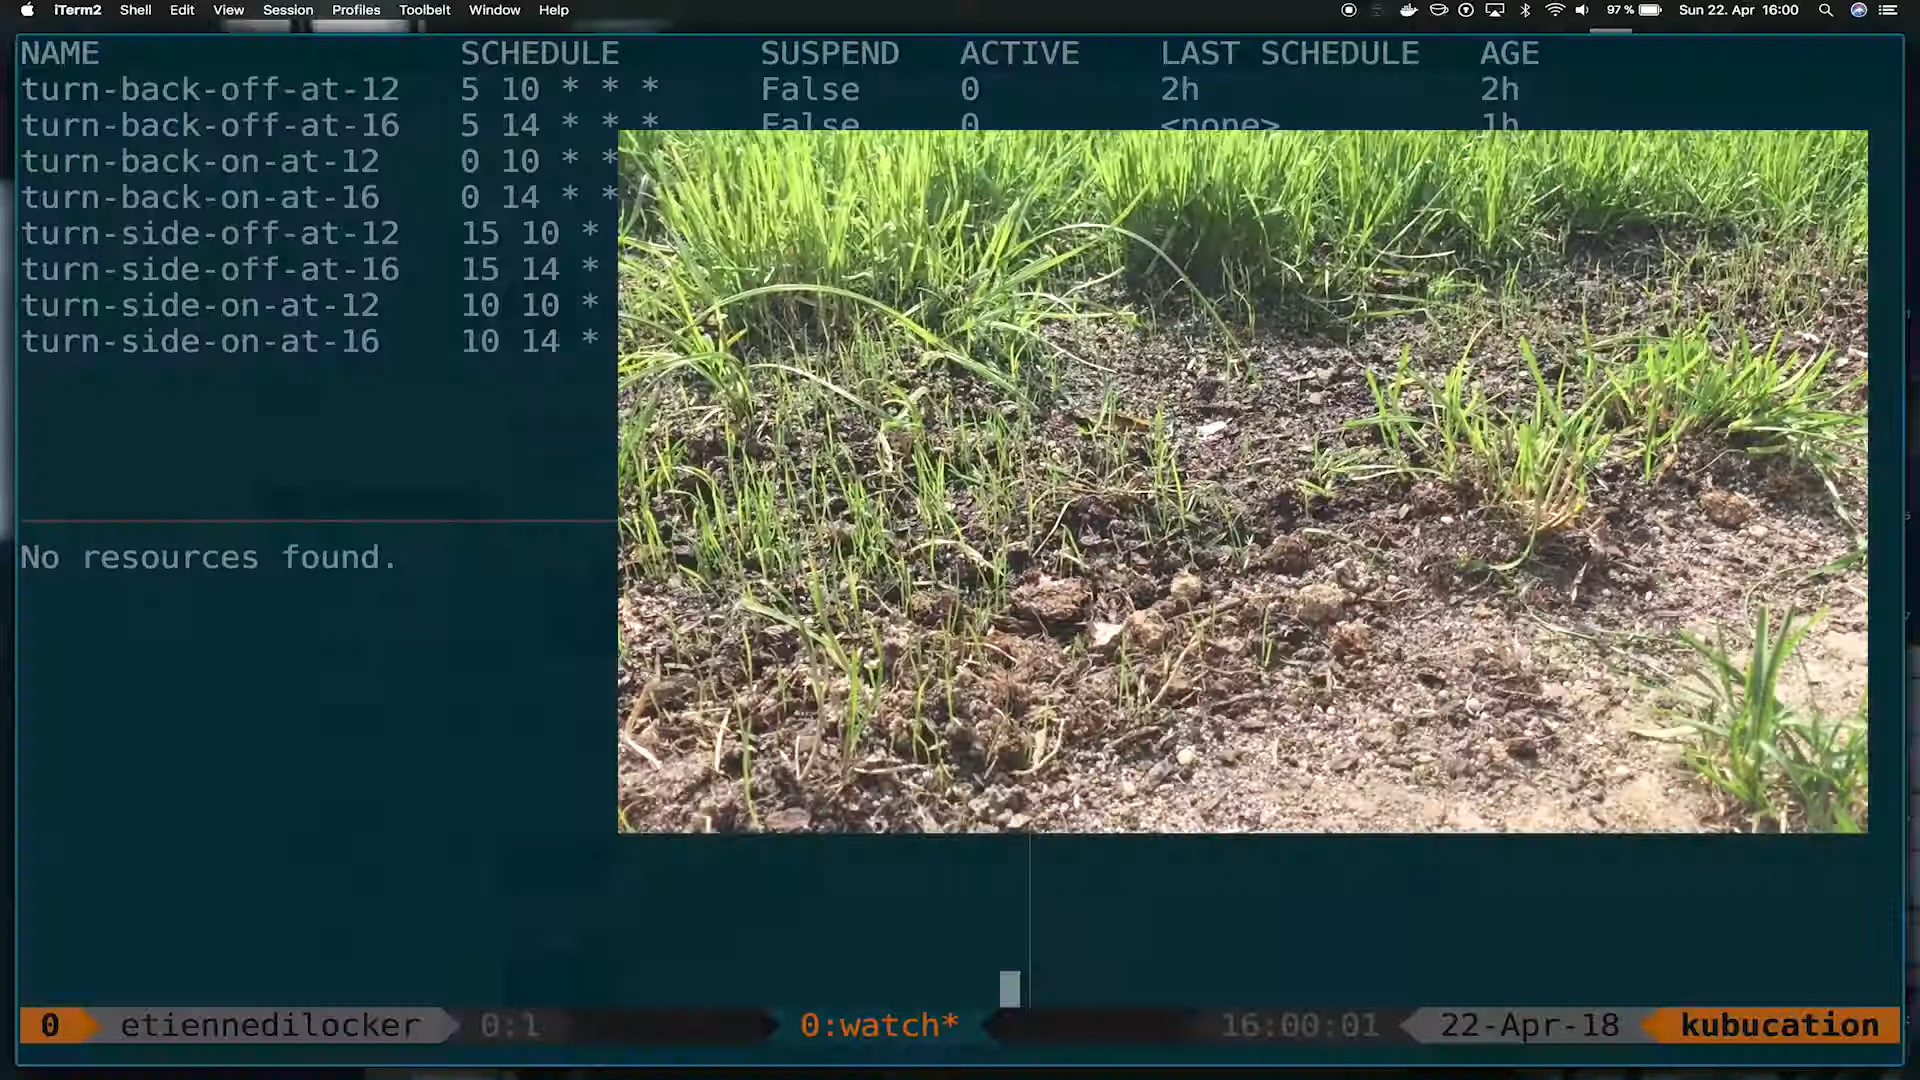 iTerm2 Shell Edit View Session Profiles Toolbelt Window Help 97 % Sun 22. Apr 16:00
NAME SCHEDULE SUSPEND ACTIVE LAST SCHEDULE AGE
turn-back-off-at-12 5 10 * * * False 0 2h 2h
turn-back-off-at-16 5 14 * * * False 0 <none> 1h
turn-back-on-at-12 0 10 * *
turn-back-on-at-16 0 14 * *
turn-side-off-at-12 15 10 *
turn-side-off-at-16 15 14 *
turn-side-on-at-12 10 10 *
turn-side-on-at-16 10 14 *
No resources found.
0 etiennedilocker 0:1 0:watch* 16:00:01 22-Apr-18 kubucation